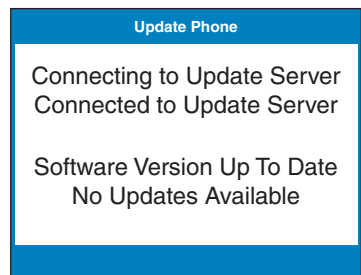 Update Phone
Connecting to Update Server
Connected to Update Server
Software Version Up To Date
No Updates Available